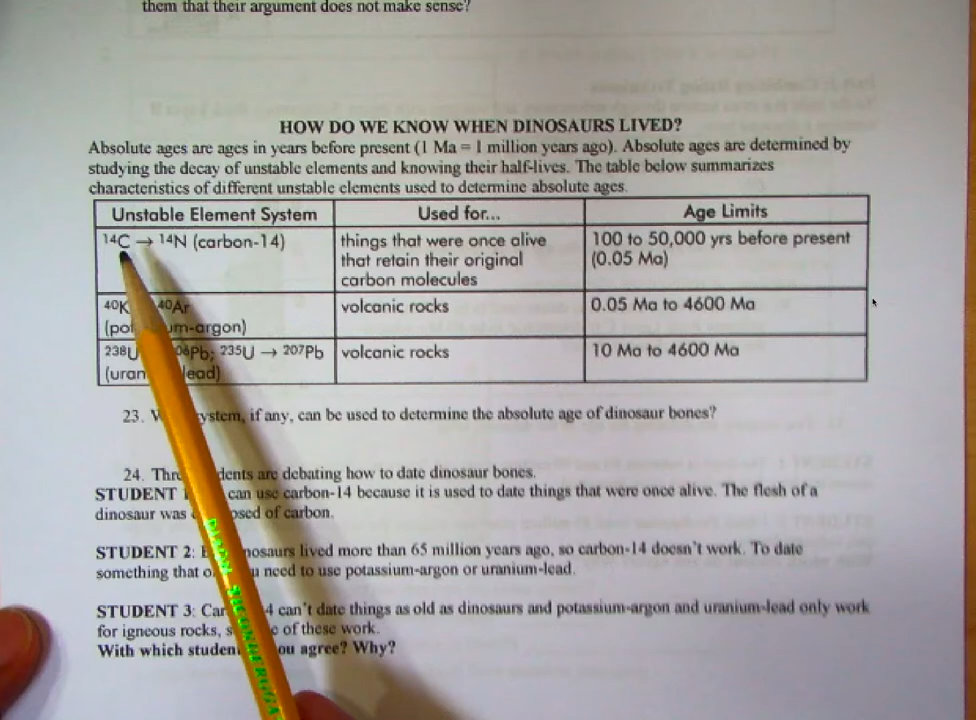 them that their argument does not make sense?
HOW DO WE KNOW WHEN DINOSAURS LIVED?
Absolute ages are ages in years before present (1 Ma = 1 million years ago). Absolute ages are determined by
studying the decay of unstable elements and knowing their half-lives. The table below summarizes
characteristics of different unstable elements used to determine absolute ages.
Unstable Element System Used for... Age Limits
¹⁴C → ¹⁴N (carbon-14) things that were once alive 100 to 50,000 yrs before present
that retain their original (0.05 Ma)
carbon molecules
⁴⁰K ⁴⁰Ar volcanic rocks 0.05 Ma to 4600 Ma
(po um-argon)
²³⁸U Pb; ²³⁵U → ²⁰⁷Pb volcanic rocks 10 Ma to 4600 Ma
(uran lead)
23. ystem, if any, can be used to determine the absolute age of dinosaur bones?
24. Thre dents are debating how to date dinosaur bones.
STUDENT can use carbon-14 because it is used to date things that were once alive. The flesh of a
dinosaur was osed of carbon.
STUDENT 2: nosaurs lived more than 65 million years ago, so carbon-14 doesn't work. To date
something that o u need to use potassium-argon or uranium-lead.
STUDENT 3: Car 4 can't date things as old as dinosaurs and potassium-argon and uranium-lead only work
for igneous rocks, s e of these work.
With which studen ou agree? Why?
DIXON TICONDEROGA